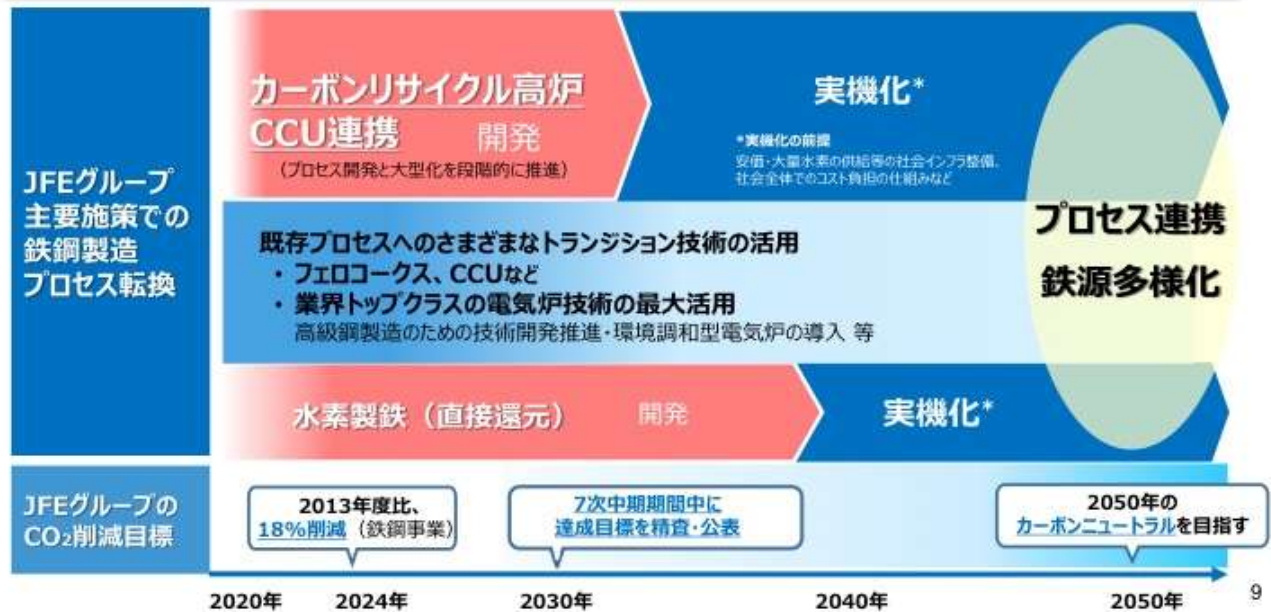 カーボンリサイクル高炉
CCU連携 開発
(プロセス開発と大型化を段階的に推進)
実機化*
*実機化の前提
安価・大量水素の供給等の社会インフラ整備、
社会全体でのコスト負担の仕組みなど
JFEグループ
主要施策での
鉄鋼製造
プロセス転換
既存プロセスへのさまざまなトランジション技術の活用
・ フェロコークス、CCUなど
・ 業界トップクラスの電気炉技術の最大活用
高級鋼製造のための技術開発推進・環境調和型電気炉の導入 等
プロセス連携
鉄源多様化
水素製鉄(直接還元) 開発
実機化*
JFEグループの
CO₂削減目標
2013年度比、
18%削減(鉄鋼事業)
7次中期期間中に
達成目標を精査・公表
2050年の
カーボンニュートラルを目指す
2020年 2024年 2030年 2040年 2050年
9